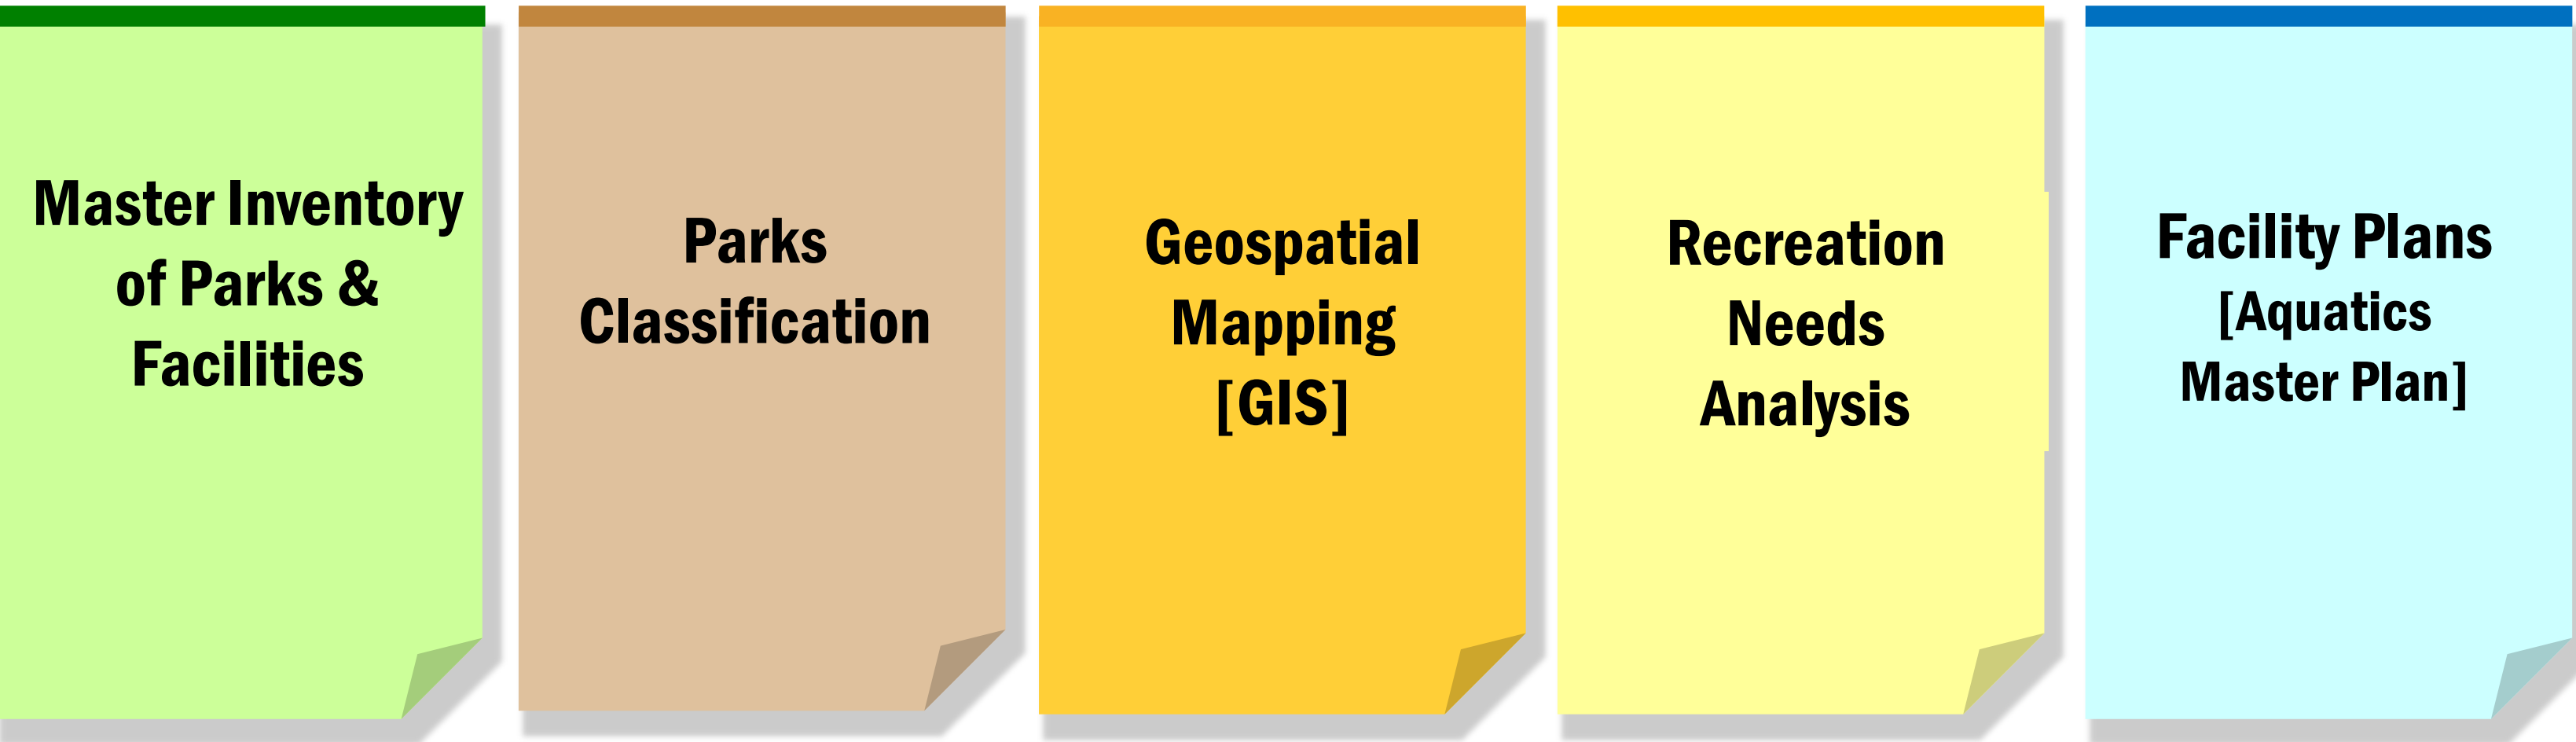 Master Inventory
of Parks &
Facilities
Parks
Classification
Geospatial
Mapping
[GIS]
Recreation
Needs
Analysis
Facility Plans
[Aquatics
Master Plan]